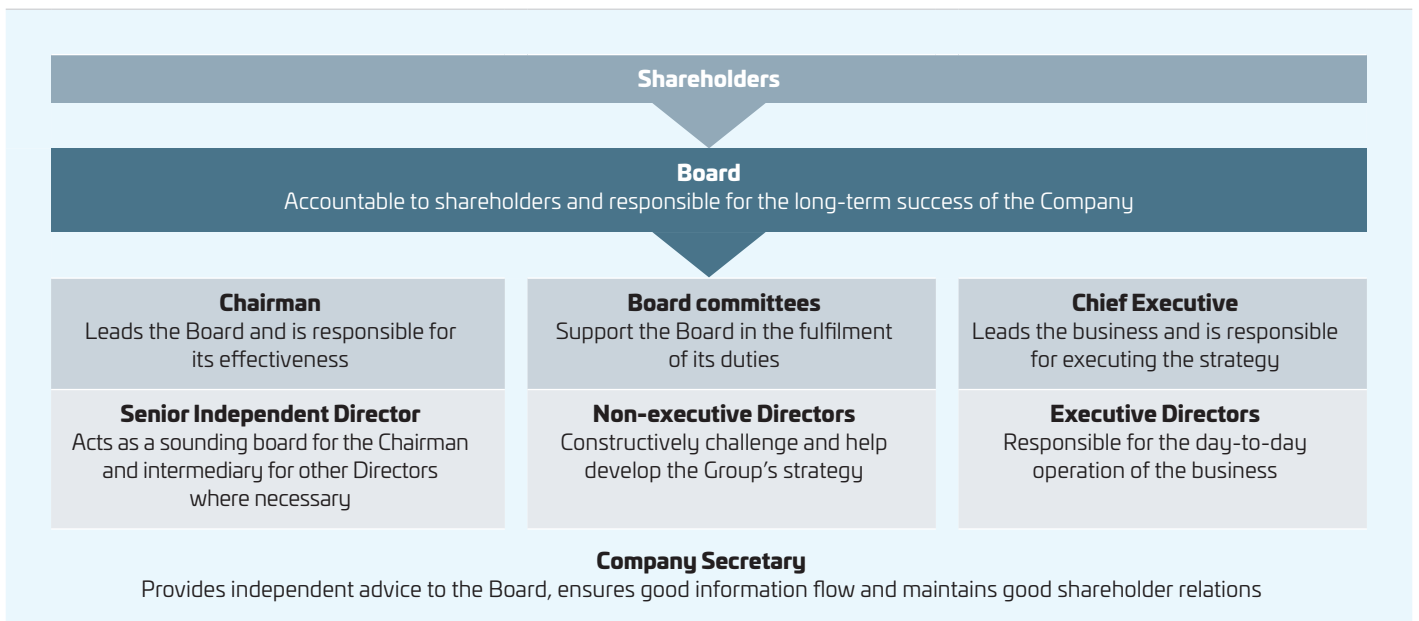 Shareholders
Board
Accountable to shareholders and responsible for the long-term success of the Company
Chairman
Leads the Board and is responsible for
its effectiveness
Board committees
Support the Board in the fulfilment
of its duties
Chief Executive
Leads the business and is responsible
for executing the strategy
Senior Independent Director
Acts as a sounding board for the Chairman
and intermediary for other Directors
where necessary
Non-executive Directors
Constructively challenge and help
develop the Group's strategy
Executive Directors
Responsible for the day-to-day
operation of the business
Company Secretary
Provides independent advice to the Board, ensures good information flow and maintains good shareholder relations